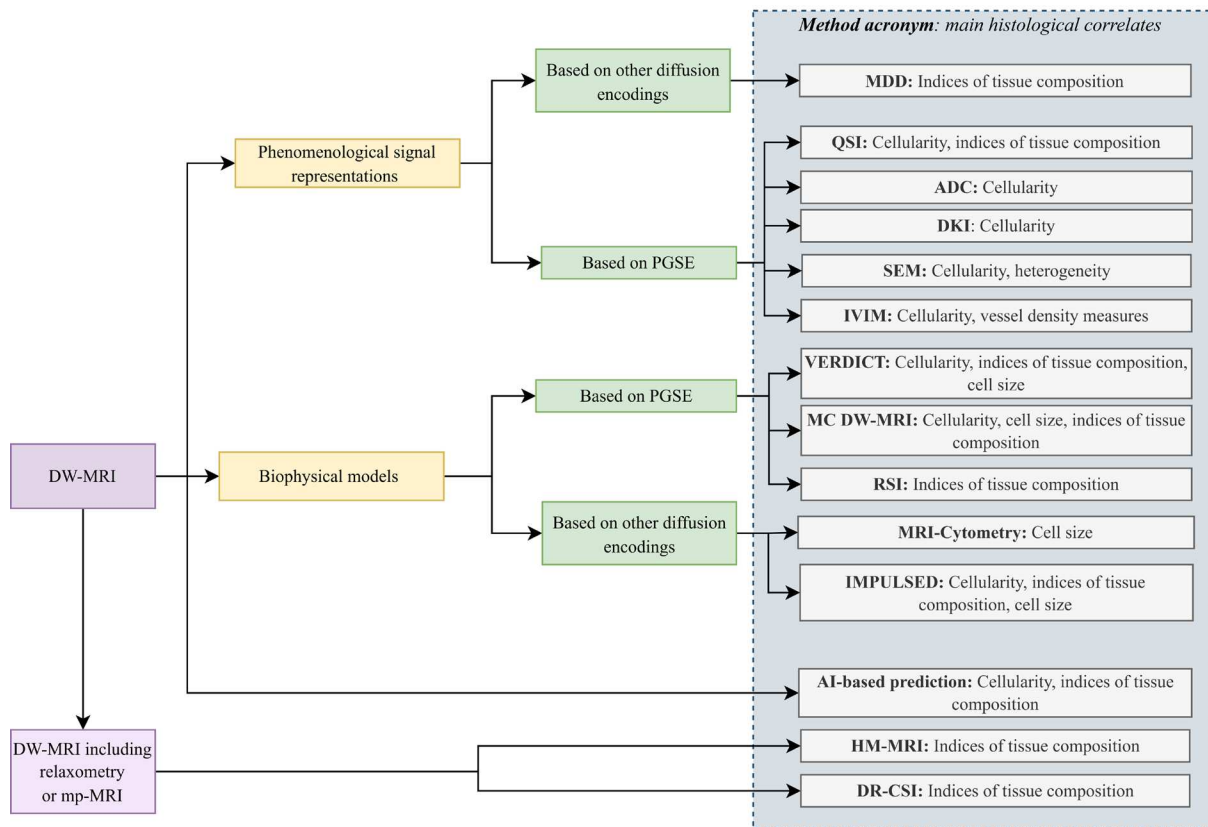 Method acronym: main histological correlates
Based on other diffusion
encodings
MDD: Indices of tissue composition
Phenomenological signal
representations
QSI: Cellularity, indices of tissue composition
ADC: Cellularity
DKI: Cellularity
Based on PGSE
SEM: Cellularity, heterogeneity
IVIM: Cellularity, vessel density measures
VERDICT: Cellularity, indices of tissue composition,
cell size
Based on PGSE
MC DW-MRI: Cellularity, cell size, indices of tissue
composition
DW-MRI
Biophysical models
RSI: Indices of tissue composition
Based on other diffusion
encodings
MRI-Cytometry: Cell size
IMPULSED: Cellularity, indices of tissue
composition, cell size
AI-based prediction: Cellularity, indices of tissue
composition
DW-MRI including
relaxometry
or mp-MRI
HM-MRI: Indices of tissue composition
DR-CSI: Indices of tissue composition